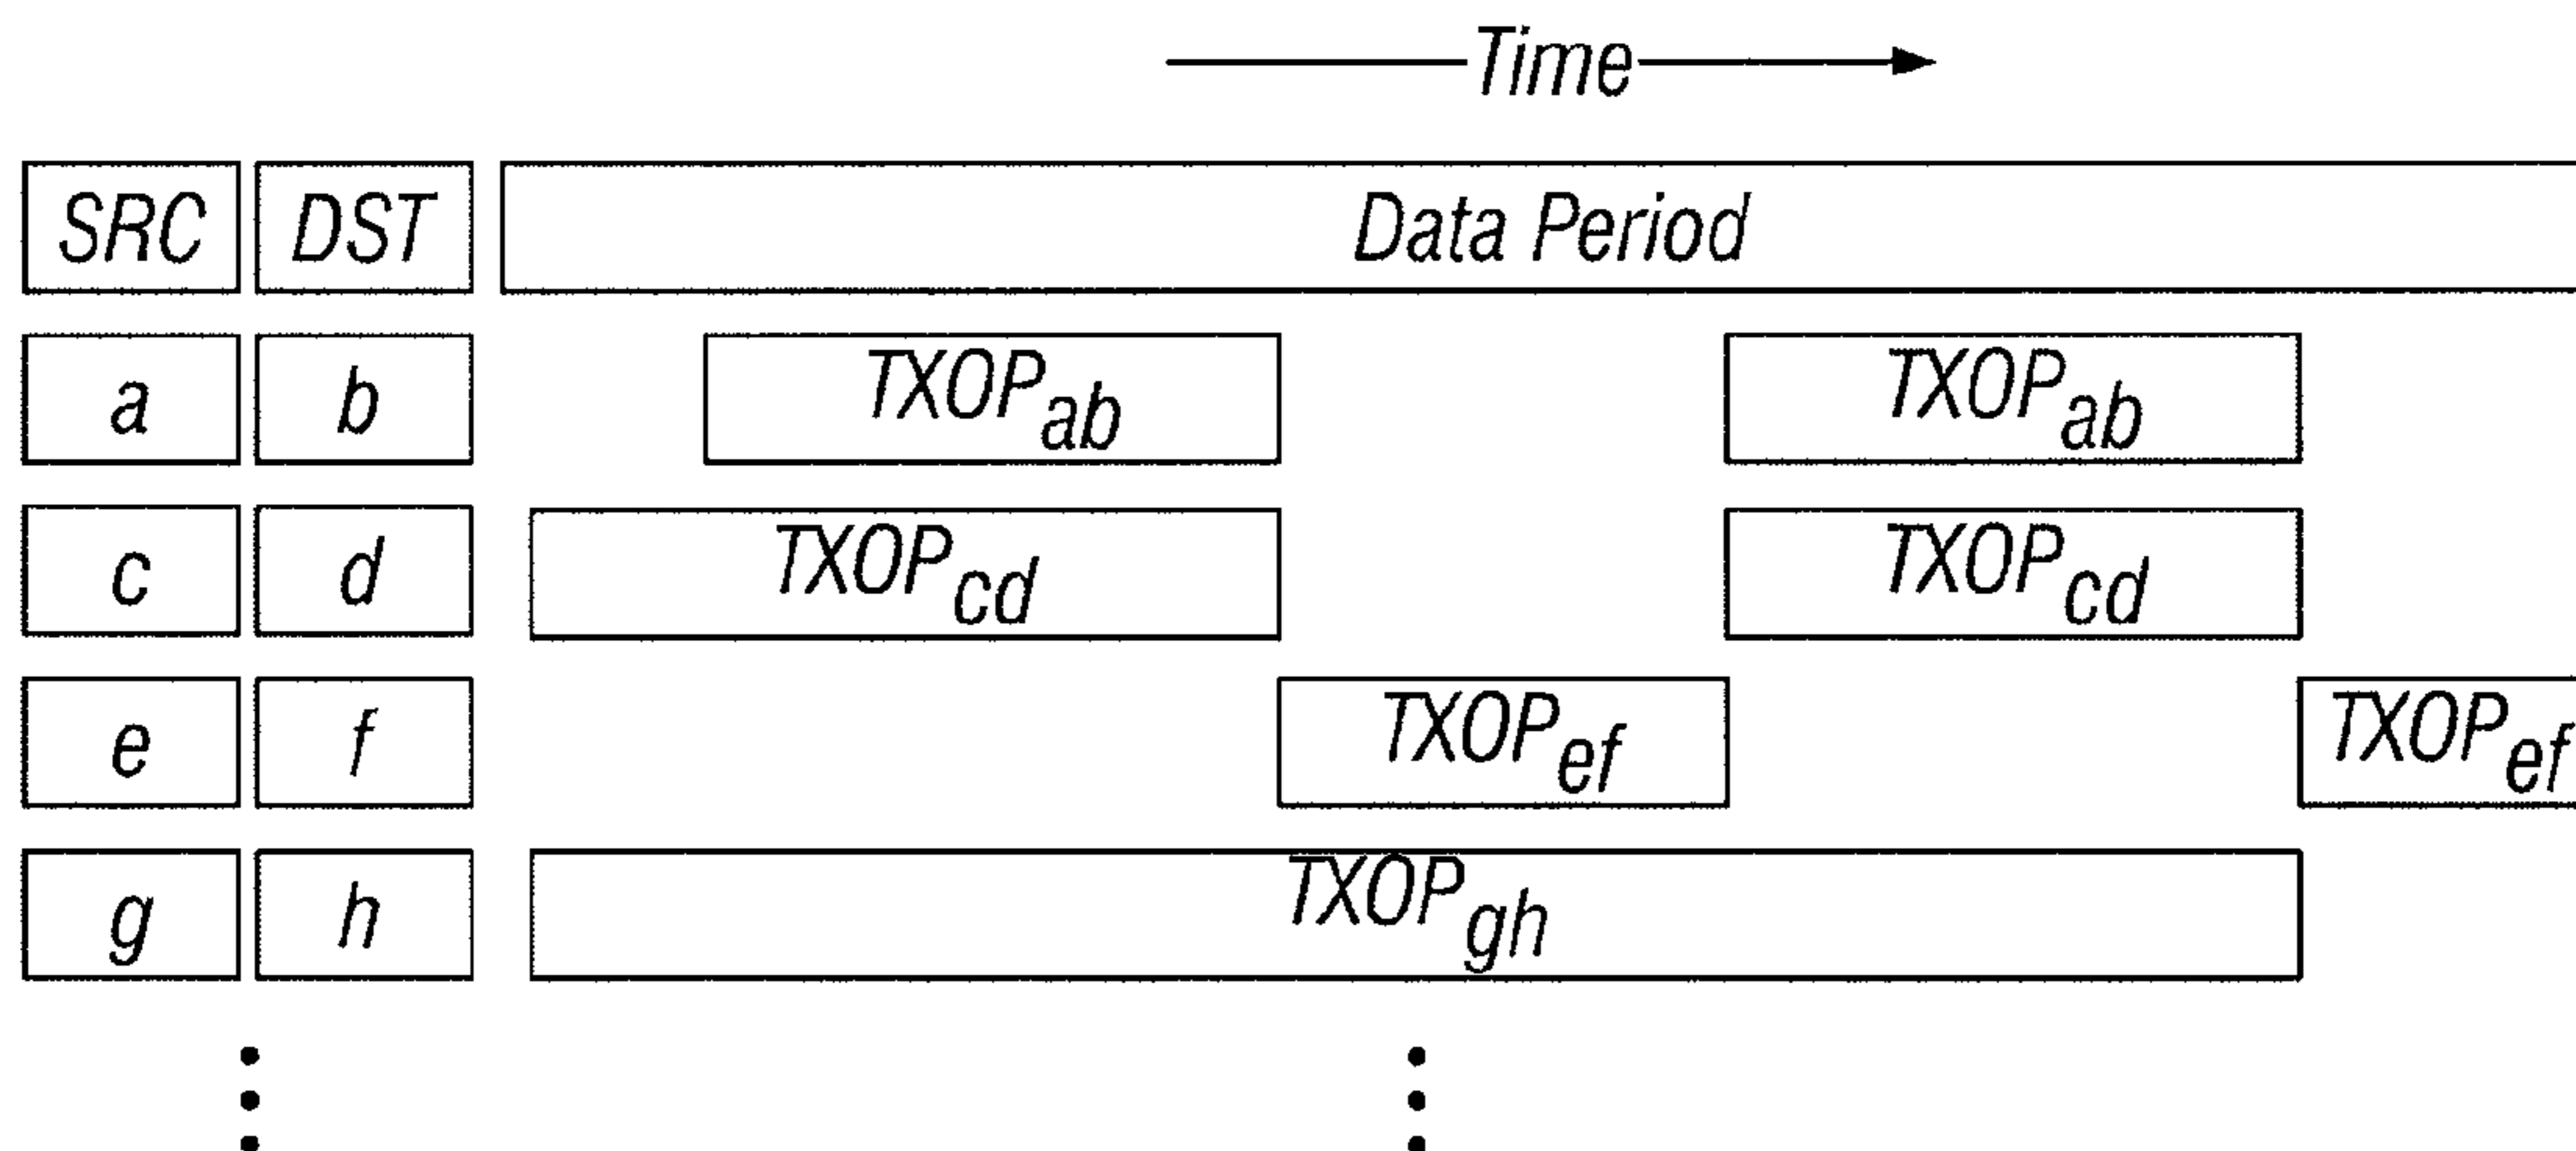 Time
SRC DST Data Period
a b TXOPab TXOPab
c d TXOPcd TXOPcd
e f TXOPef TXOPef
g h TXOPgh